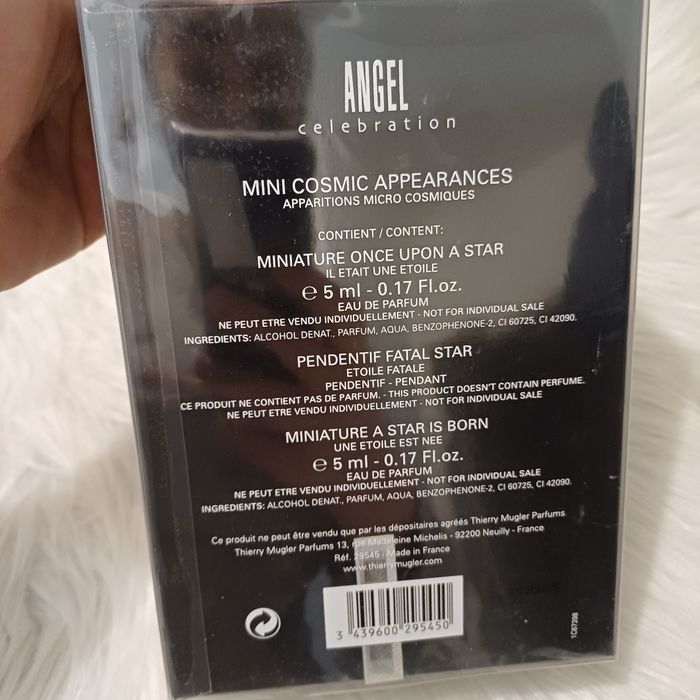 ANGEL
celebration
MINI COSMIC APPEARANCES
APPARITIONS MICRO COSMIQUES
CONTIENT / CONTENT:
MINIATURE ONCE UPON A STAR
IL ETAIT UNE ETOILE
℮ 5 ml - 0.17 Fl.oz.
EAU DE PARFUM
NE PEUT ETRE VENDU INDIVIDUELLEMENT - NOT FOR INDIVIDUAL SALE
INGREDIENTS: ALCOHOL DENAT., PARFUM, AQUA, BENZOPHENONE-2, CI 60725, CI 42090.
PENDENTIF FATAL STAR
ETOILE FATALE
PENDENTIF - PENDANT
CE PRODUIT NE CONTIENT PAS DE PARFUM. - THIS PRODUCT DOESN'T CONTAIN PERFUME.
NE PEUT ETRE VENDU INDIVIDUELLEMENT - NOT FOR INDIVIDUAL SALE
MINIATURE A STAR IS BORN
UNE ETOILE EST NEE
℮ 5 ml - 0.17 Fl.oz.
EAU DE PARFUM
NE PEUT ETRE VENDU INDIVIDUELLEMENT - NOT FOR INDIVIDUAL SALE
INGREDIENTS: ALCOHOL DENAT., PARFUM, AQUA, BENZOPHENONE-2, CI 60725, CI 42090.
Ce produit ne peut être vendu que par les dépositaires agréés Thierry Mugler Parfums
Thierry Mugler Parfums 13, rue Madeleine Michelis - 92200 Neuilly - France
Réf. 29545 - Made in France
www.thierrymugler.com
3 439600 295450